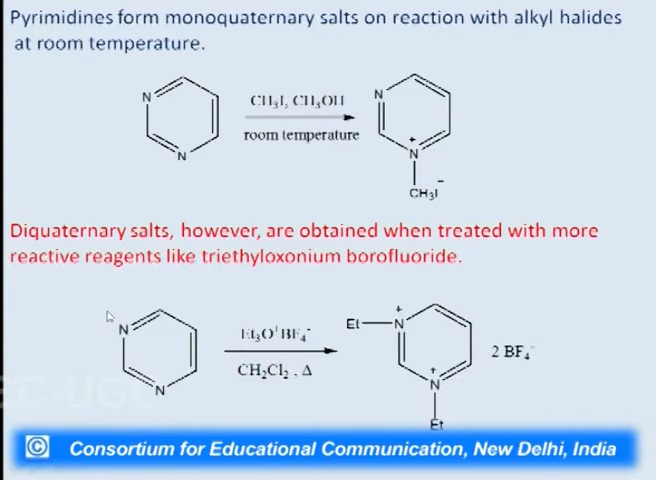 Pyrimidines form monoquaternary salts on reaction with alkyl halides
at room temperature.
N
N
CH₃I, CH₃OH
room temperature
N
+
N
−
CH₃I
Diquaternary salts, however, are obtained when treated with more
reactive reagents like triethyloxonium borofluoride.
N
N
Et₃O⁺BF₄⁻
CH₂Cl₂ , Δ
+
Et—N
+
N
Et
2 BF₄⁻
EC-UG
© Consortium for Educational Communication, New Delhi, India